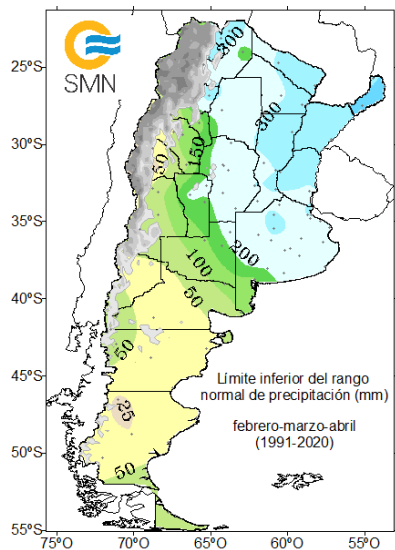 SMN
25°S
30°S
35°S
40°S
45°S
50°S
55°S
300
300
150
50
200
100
50
50
25
50
Límite inferior del rango
normal de precipitación (mm)
febrero-marzo-abril
(1991-2020)
75°O 70°O 65°O 60°O 55°O